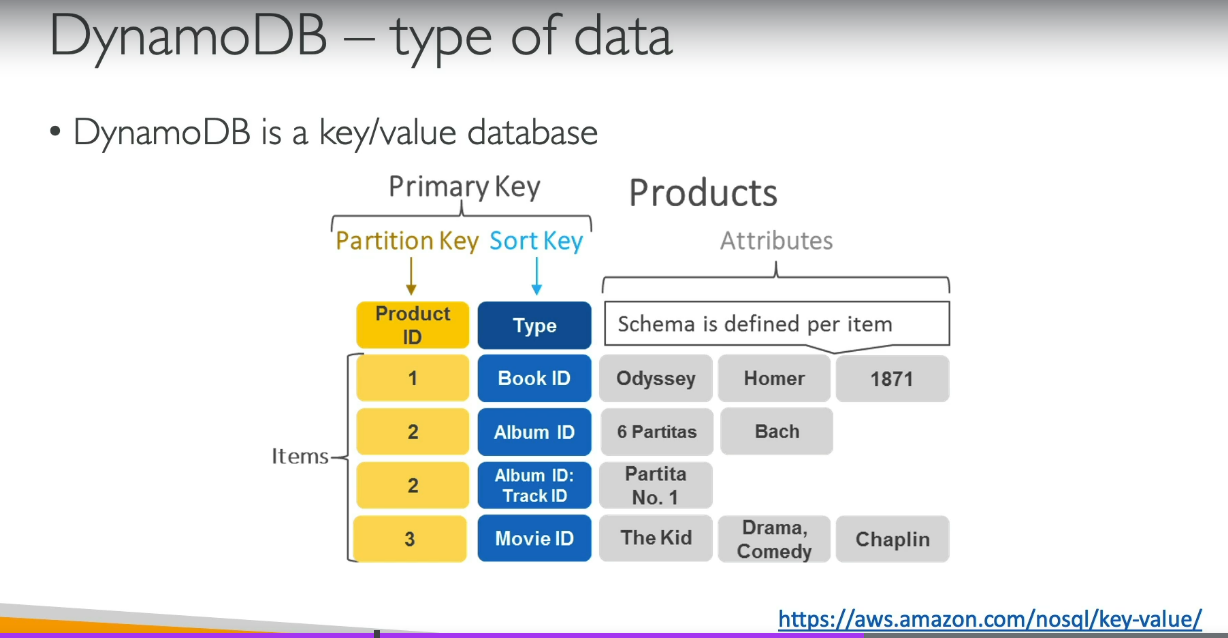 DynamoDB – type of data
• DynamoDB is a key/value database
Primary Key
Products
Partition Key
Sort Key
Attributes
Product
ID
Type
Schema is defined per item
Items
1
Book ID
Odyssey
Homer
1871
2
Album ID
6 Partitas
Bach
2
Album ID:
Track ID
Partita
No. 1
3
Movie ID
The Kid
Drama,
Comedy
Chaplin
https://aws.amazon.com/nosql/key-value/